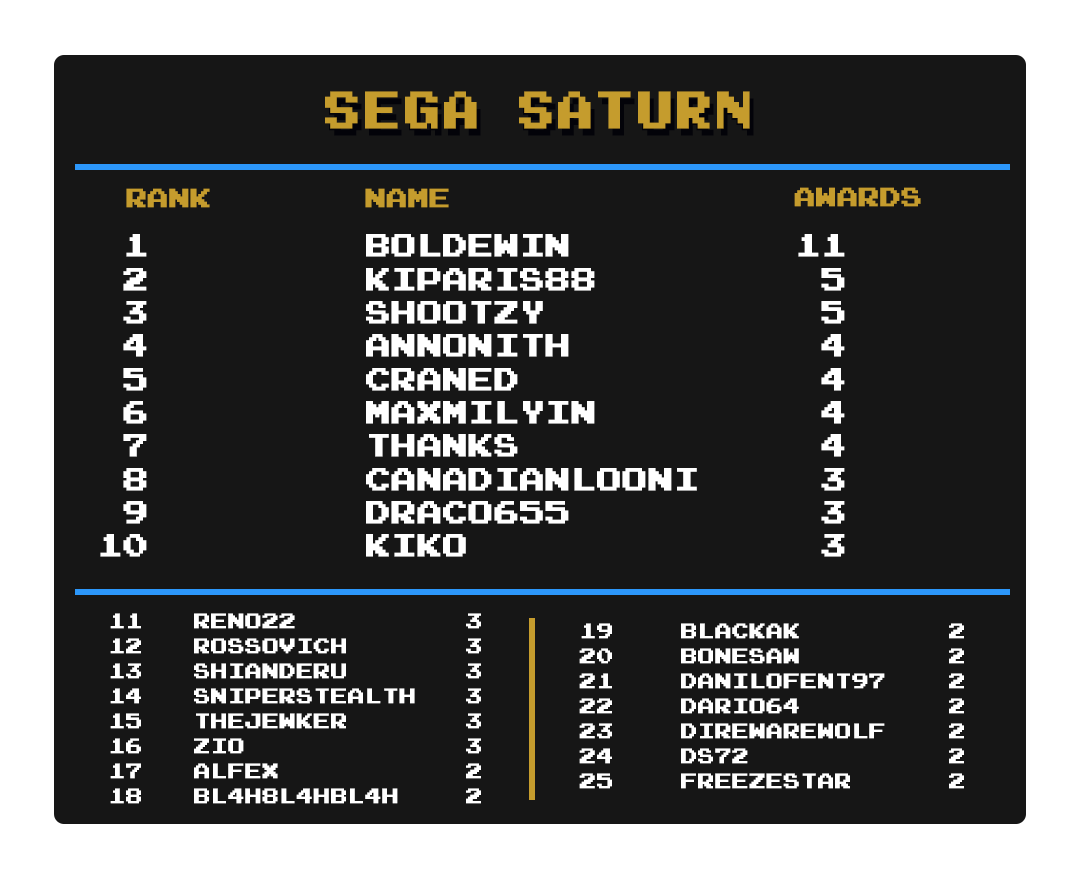 SEGA SATURN
RANK NAME AWARDS
1 BOLDEWIN 11
2 KIPARIS88 5
3 SHOOTZY 5
4 ANNONITH 4
5 CRANED 4
6 MAXMILYIN 4
7 THANKS 4
8 CANADIANLOONI 3
9 DRACO655 3
10 KIKO 3
11 RENO22 3
12 ROSSOVICH 3
13 SHIANDERU 3
14 SNIPERSTEALTH 3
15 THEJEWKER 3
16 ZIO 3
17 ALFEX 2
18 BL4H8L4HBL4H 2
19 BLACKAK 2
20 BONESAW 2
21 DANILOFENT97 2
22 DARIO64 2
23 DIREWAREWOLF 2
24 DS72 2
25 FREEZESTAR 2